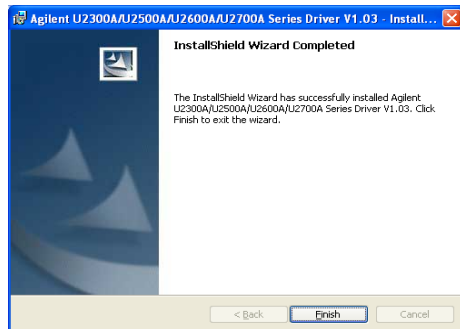 Agilent U2300A/U2500A/U2600A/U2700A Series Driver V1.03 - Install...
InstallShield Wizard Completed
The InstallShield Wizard has successfully installed Agilent
U2300A/U2500A/U2600A/U2700A Series Driver V1.03. Click
Finish to exit the wizard.
< Back Finish Cancel